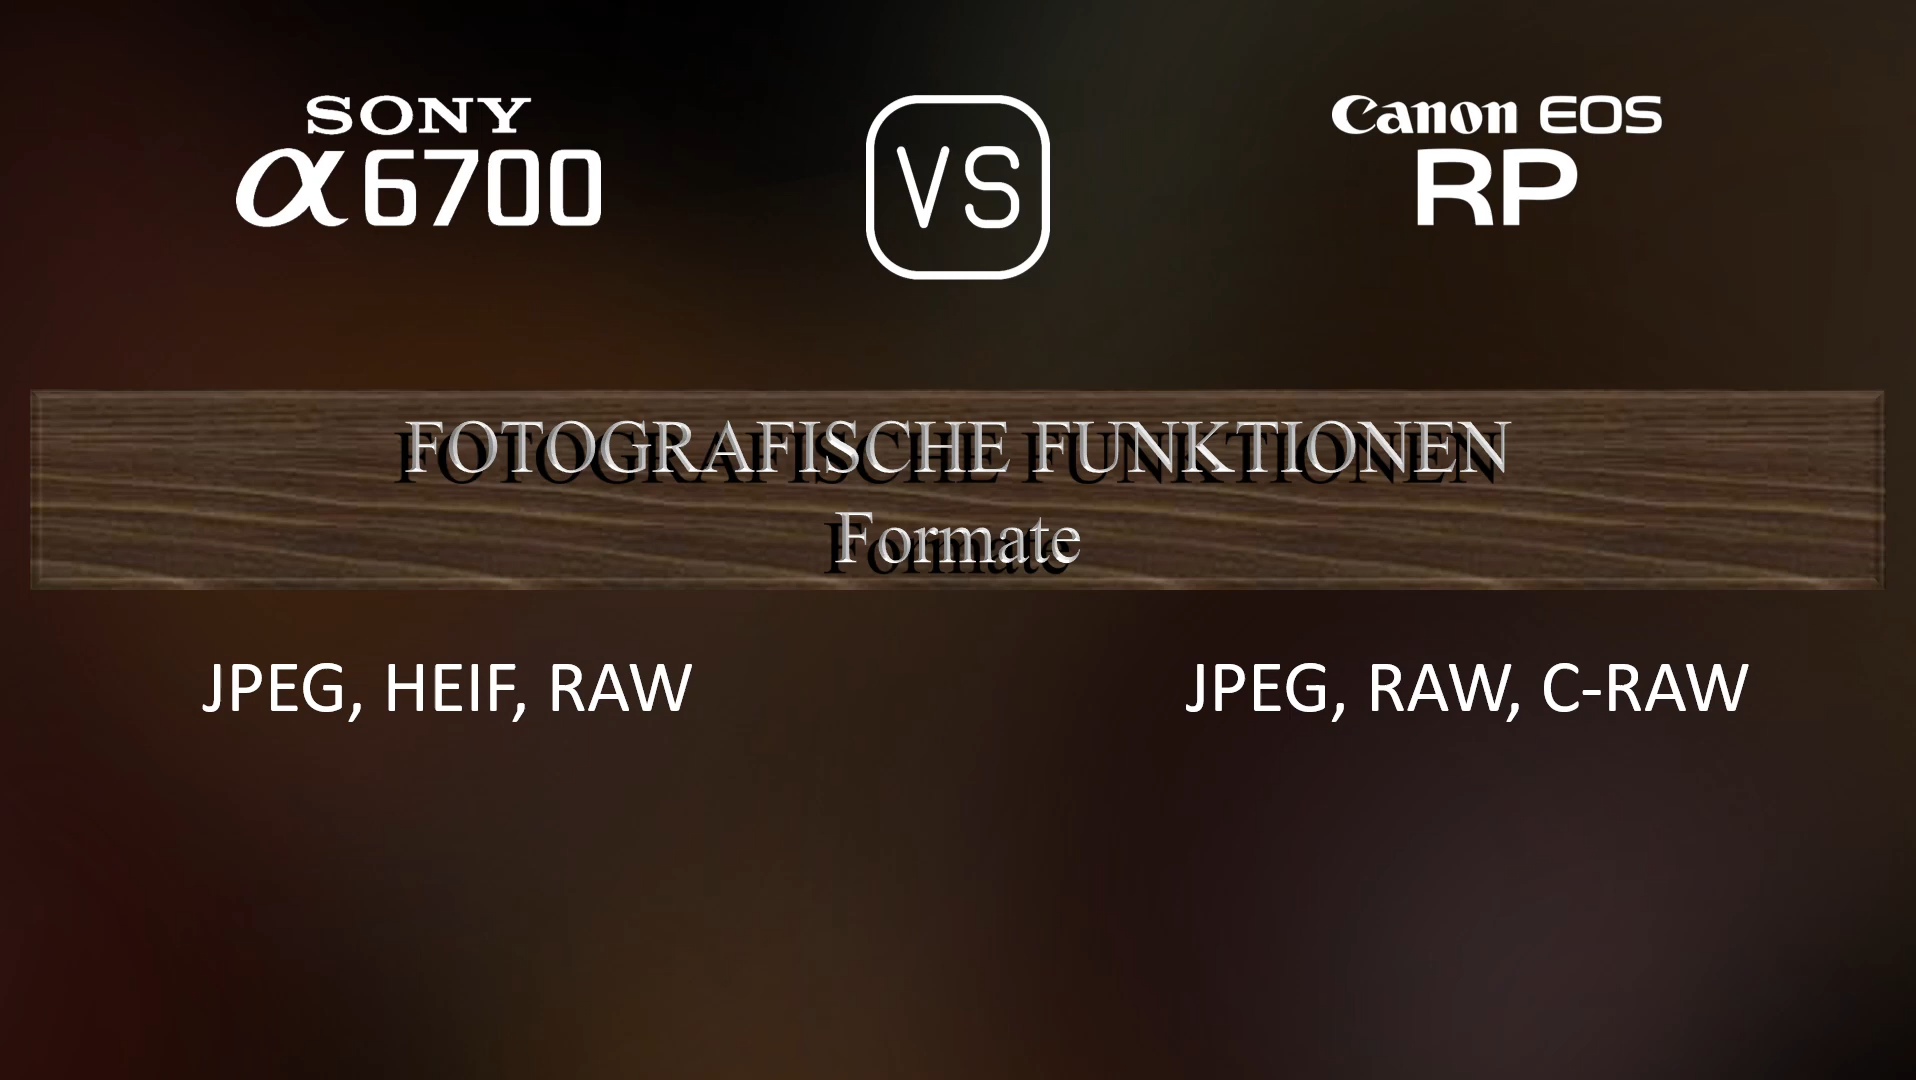 SONY
α6700
VS
Canon EOS
RP
FOTOGRAFISCHE FUNKTIONEN
Formate
JPEG, HEIF, RAW
JPEG, RAW, C-RAW